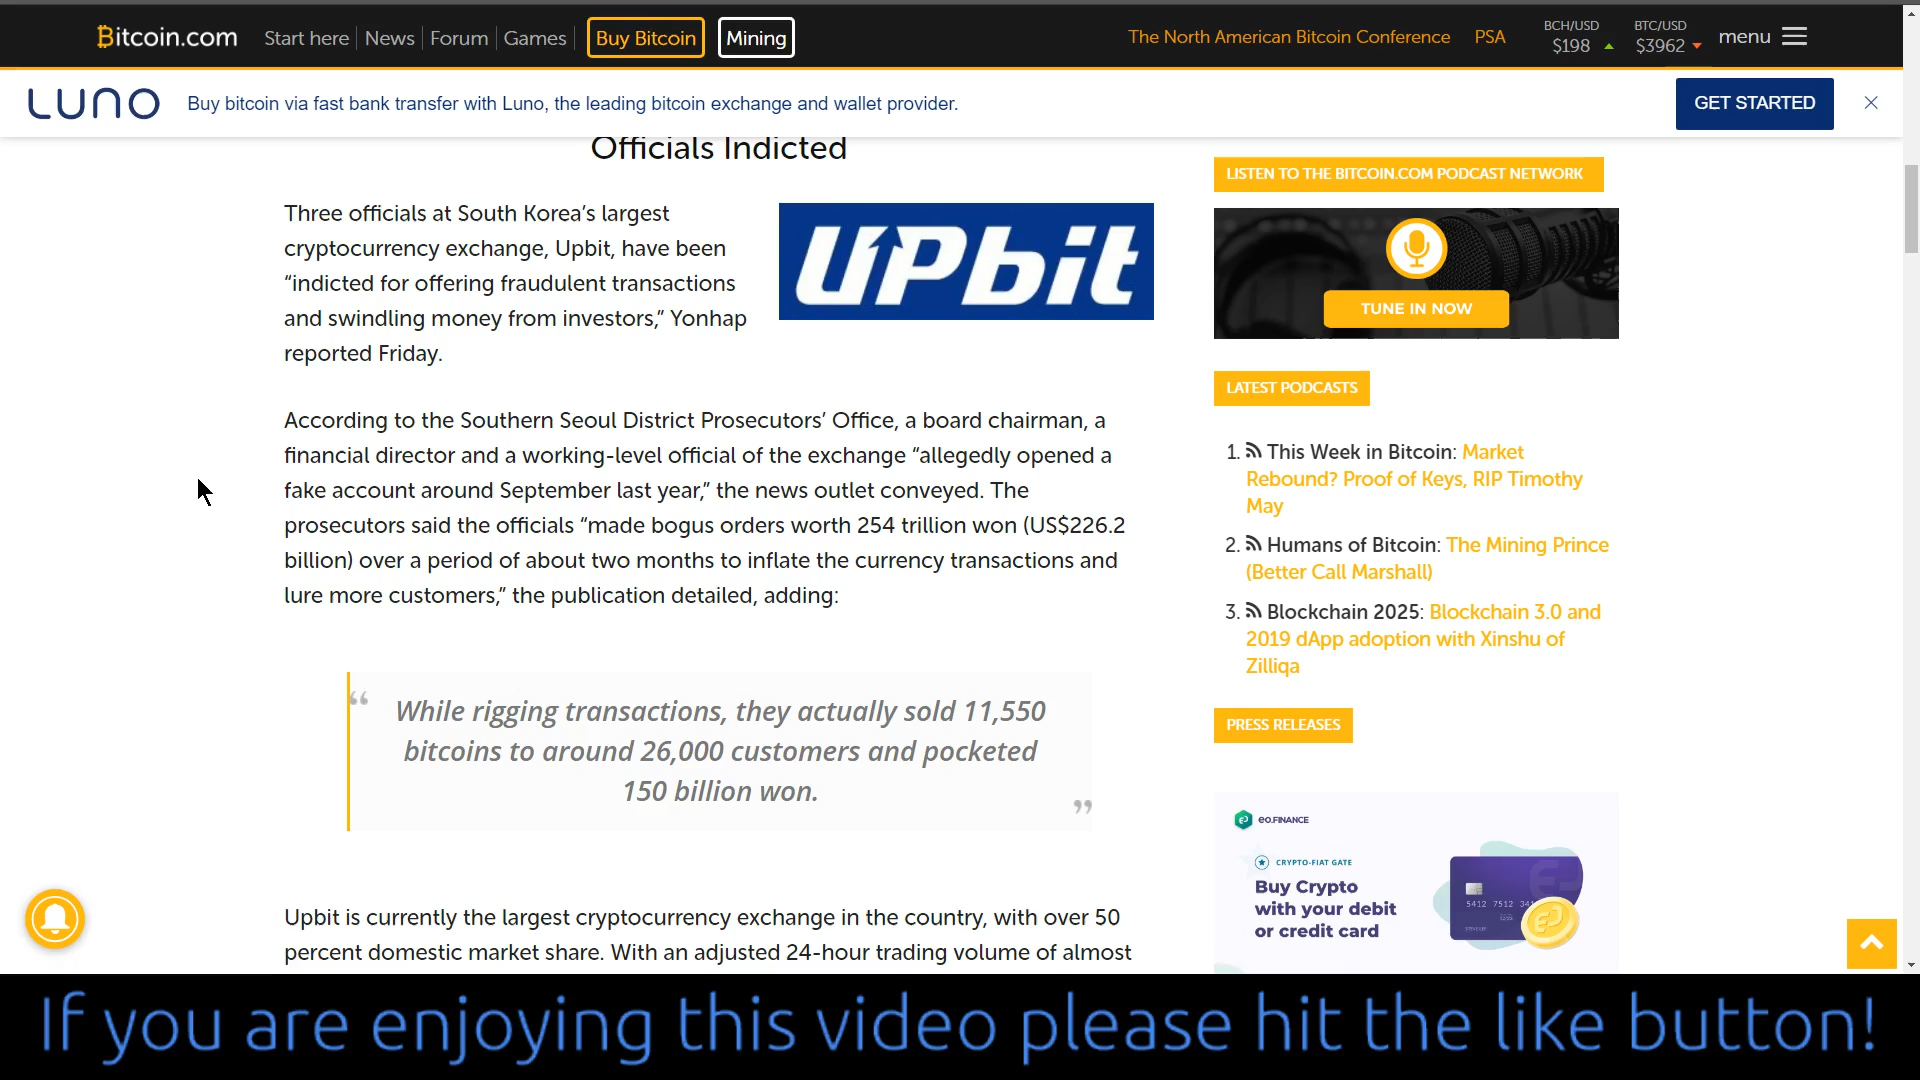 Bitcoin.com Start here News Forum Games Buy Bitcoin Mining The North American Bitcoin Conference PSA BCH/USD $198 BTC/USD $3962 menu
LUNO Buy bitcoin via fast bank transfer with Luno, the leading bitcoin exchange and wallet provider. GET STARTED
Officials Indicted
Three officials at South Korea’s largest
cryptocurrency exchange, Upbit, have been
“indicted for offering fraudulent transactions
and swindling money from investors,” Yonhap
reported Friday.
UPbit
According to the Southern Seoul District Prosecutors’ Office, a board chairman, a
financial director and a working-level official of the exchange “allegedly opened a
fake account around September last year,” the news outlet conveyed. The
prosecutors said the officials “made bogus orders worth 254 trillion won (US$226.2
billion) over a period of about two months to inflate the currency transactions and
lure more customers,” the publication detailed, adding:
“ While rigging transactions, they actually sold 11,550
bitcoins to around 26,000 customers and pocketed
150 billion won. ”
Upbit is currently the largest cryptocurrency exchange in the country, with over 50
percent domestic market share. With an adjusted 24-hour trading volume of almost
LISTEN TO THE BITCOIN.COM PODCAST NETWORK
TUNE IN NOW
LATEST PODCASTS
1. This Week in Bitcoin: Market
Rebound? Proof of Keys, RIP Timothy
May
2. Humans of Bitcoin: The Mining Prince
(Better Call Marshall)
3. Blockchain 2025: Blockchain 3.0 and
2019 dApp adoption with Xinshu of
Zilliqa
PRESS RELEASES
eO.FINANCE
CRYPTO-FIAT GATE
Buy Crypto
with your debit
or credit card
5412 7512
If you are enjoying this video please hit the like button!